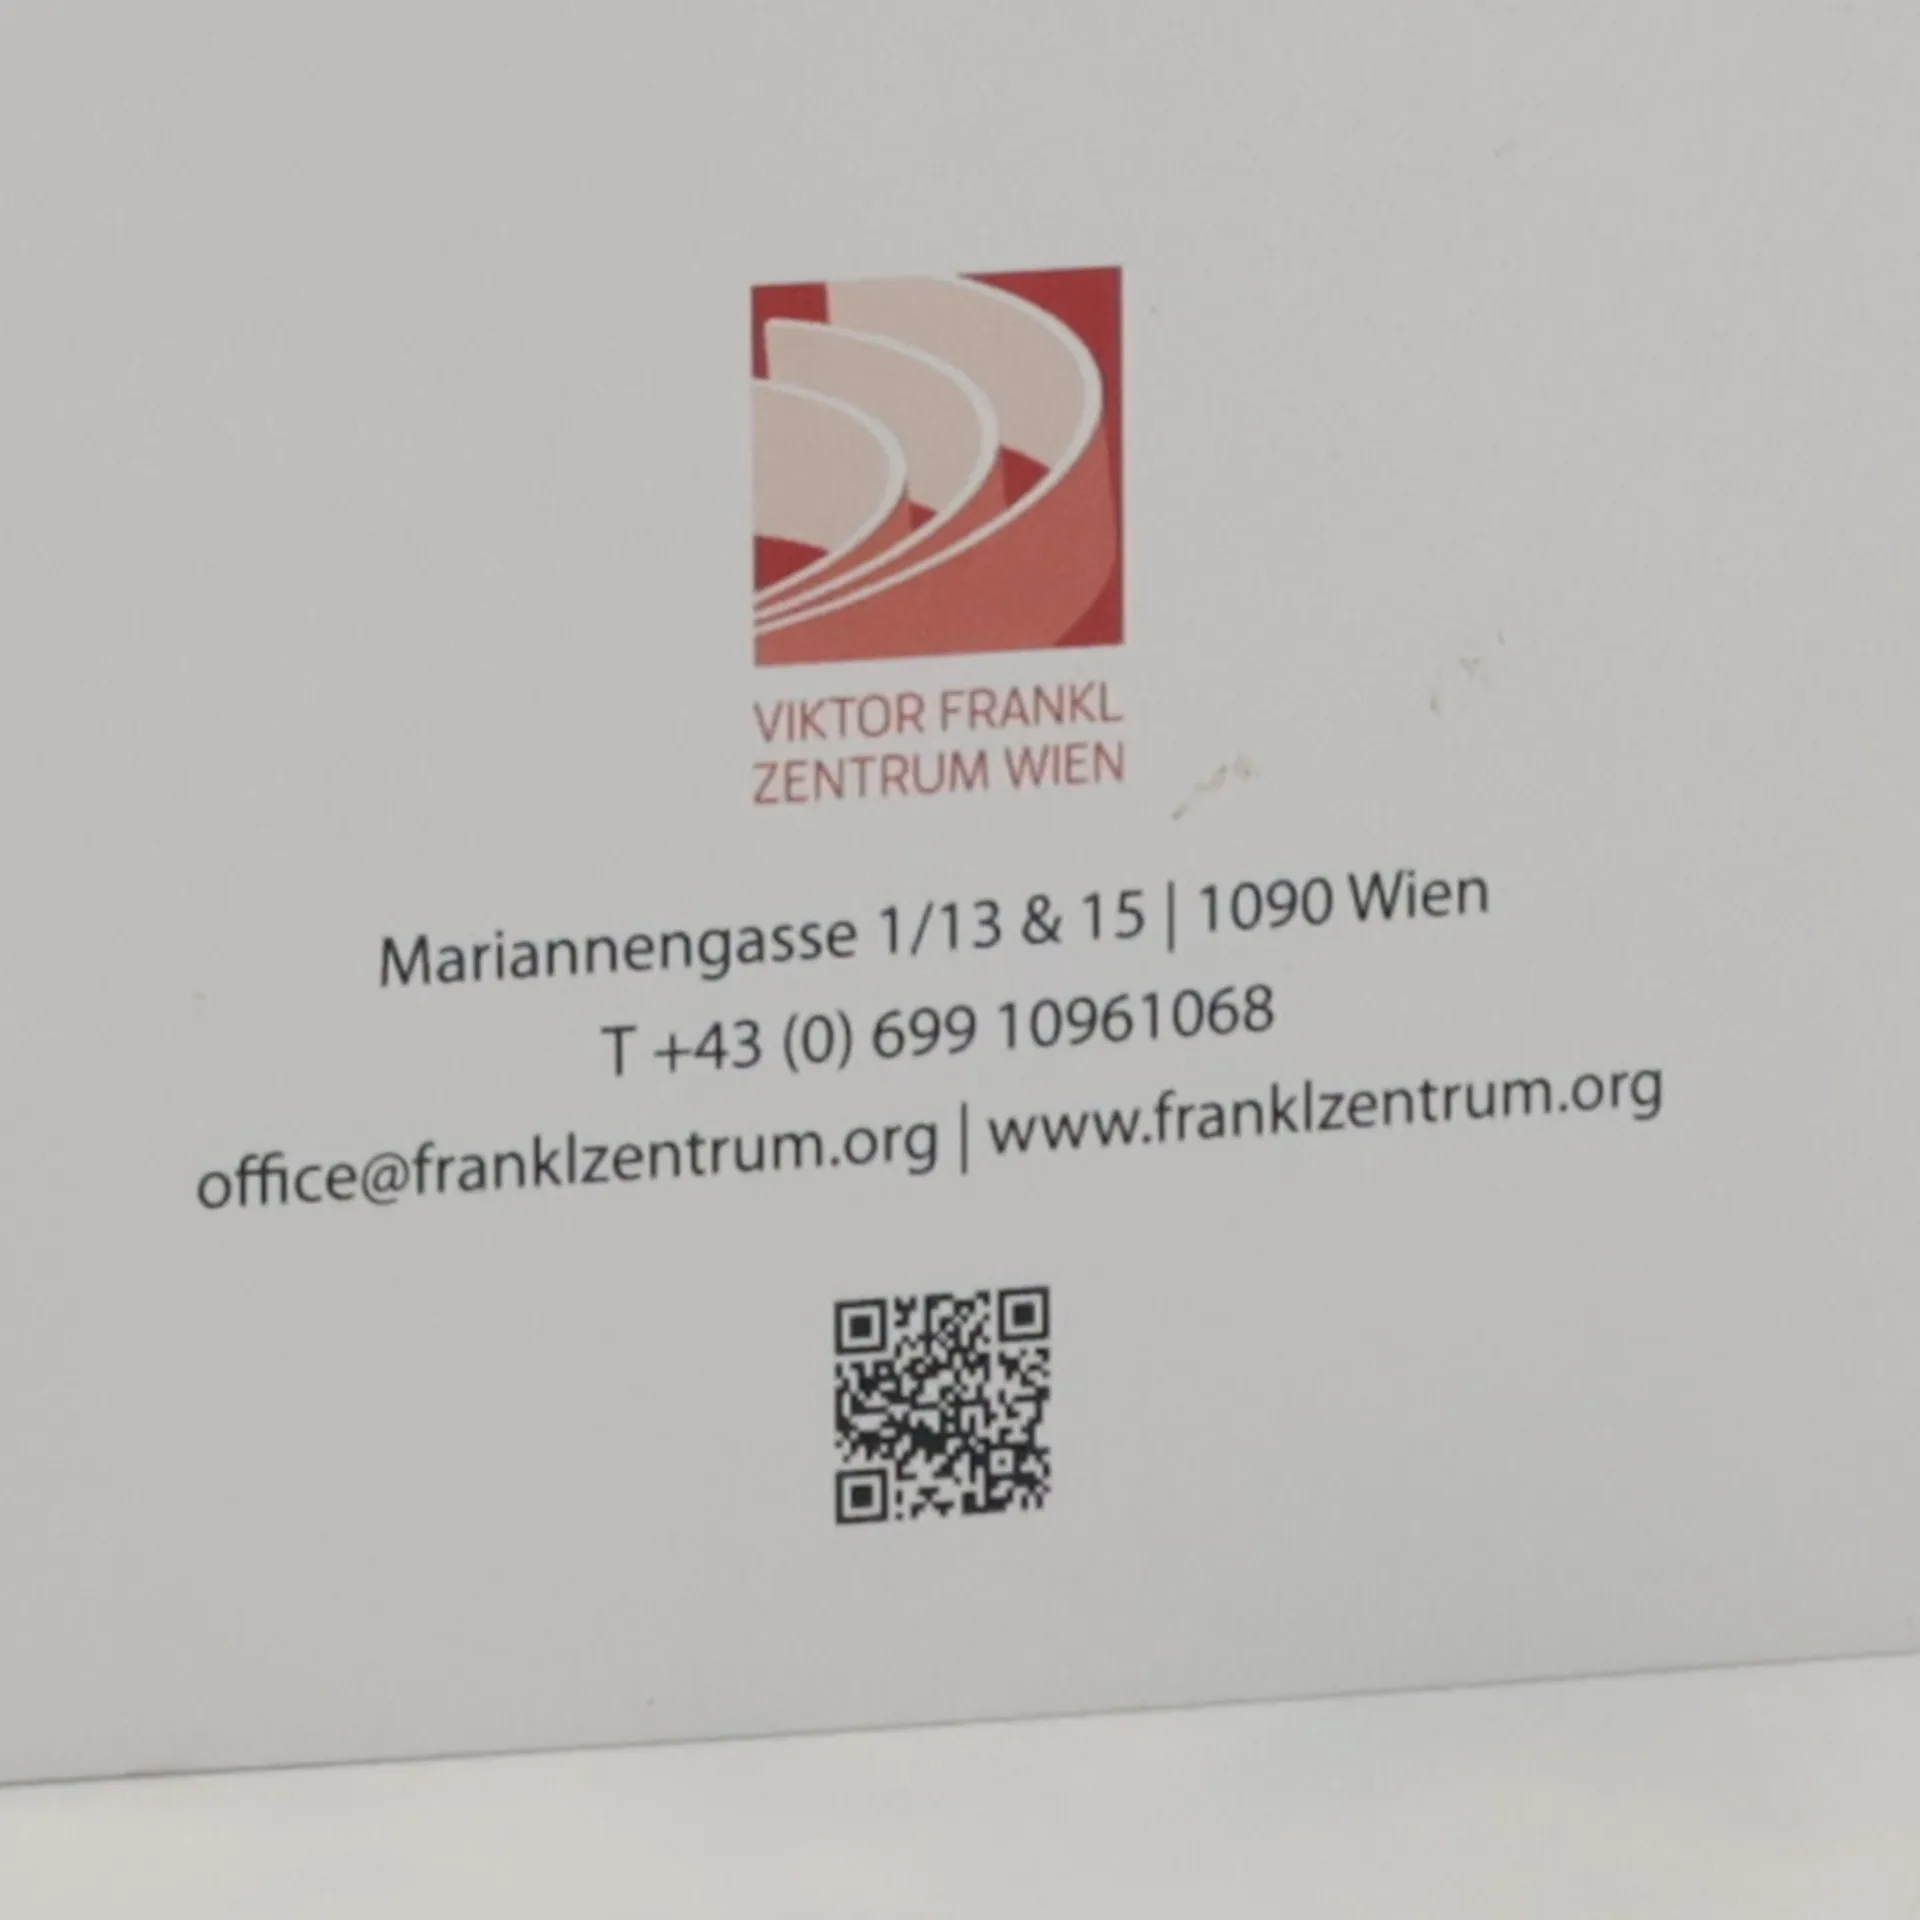 VIKTOR FRANKL
ZENTRUM WIEN
Mariannengasse 1/13 & 15 | 1090 Wien
T +43 (0) 699 10961068
office@franklzentrum.org | www.franklzentrum.org